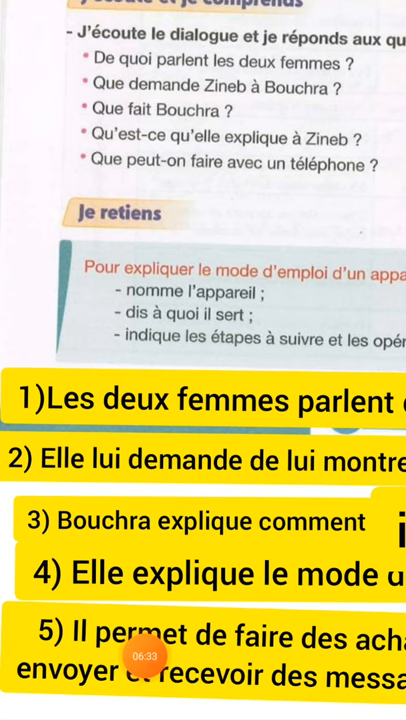 - J'écoute le dialogue et je réponds aux qu
• De quoi parlent les deux femmes ?
• Que demande Zineb à Bouchra ?
• Que fait Bouchra ?
• Qu'est-ce qu'elle explique à Zineb ?
• Que peut-on faire avec un téléphone ?
Je retiens
Pour expliquer le mode d'emploi d'un appa
- nomme l'appareil ;
- dis à quoi il sert ;
- indique les étapes à suivre et les opér
1)Les deux femmes parlent
2) Elle lui demande de lui montre
3) Bouchra explique comment
4) Elle explique le mode
5) Il permet de faire des ach
envoyer et recevoir des messa
06:33